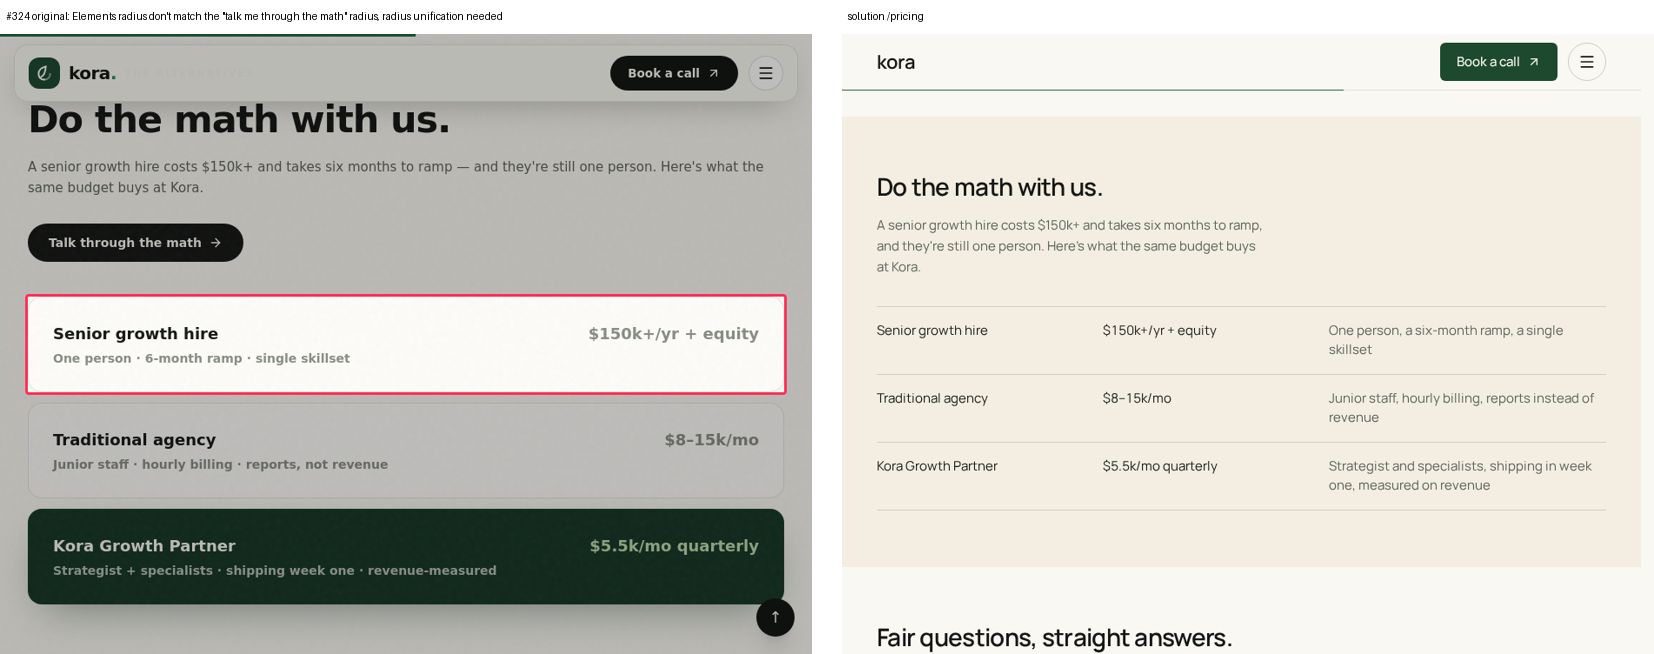 #324 original: Elements radius don't match the "talk me through the math" radius, radius unification needed
kora.
Book a call ↗
Do the math with us.
A senior growth hire costs $150k+ and takes six months to ramp — and they're still one person. Here's what the
same budget buys at Kora.
Talk through the math →
Senior growth hire
$150k+/yr + equity
One person · 6-month ramp · single skillset
Traditional agency
$8–15k/mo
Junior staff · hourly billing · reports, not revenue
Kora Growth Partner
$5.5k/mo quarterly
Strategist + specialists · shipping week one · revenue-measured
↑
solution /pricing
kora
Book a call ↗
Do the math with us.
A senior growth hire costs $150k+ and takes six months to ramp,
and they're still one person. Here's what the same budget buys
at Kora.
Senior growth hire
$150k+/yr + equity
One person, a six-month ramp, a single
skillset
Traditional agency
$8–15k/mo
Junior staff, hourly billing, reports instead of
revenue
Kora Growth Partner
$5.5k/mo quarterly
Strategist and specialists, shipping in week
one, measured on revenue
Fair questions, straight answers.